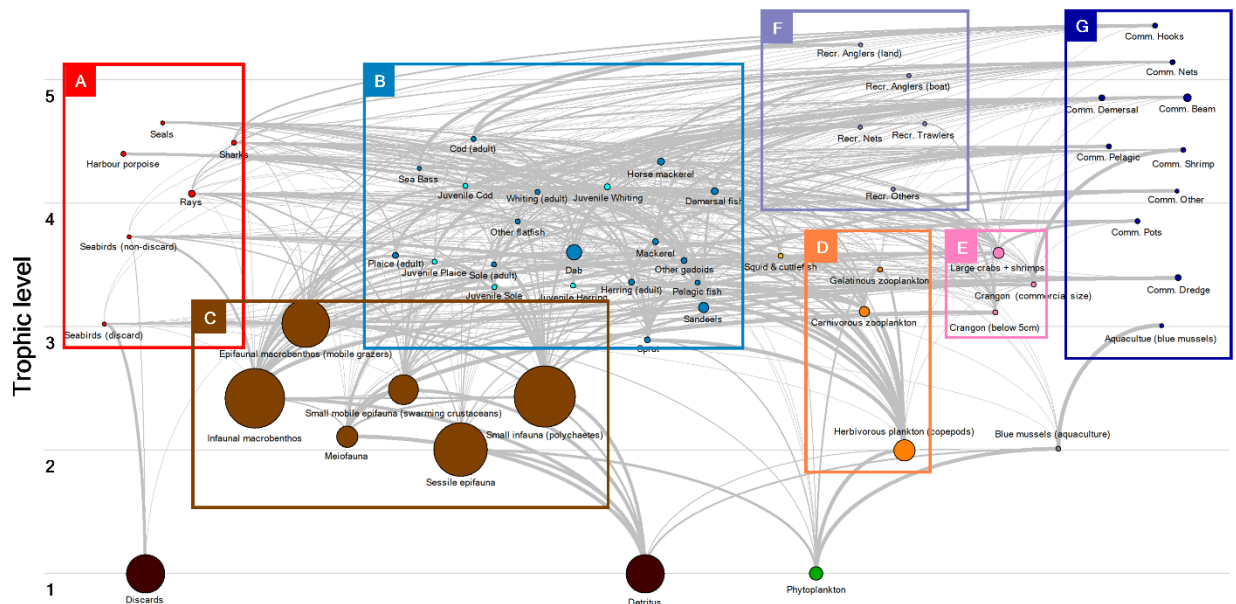 F
G
Comm. Hooks
Recr. Anglers (land)
A
B
Comm. Nets
Recr. Anglers (boat)
5
Comm. Demersal
Comm. Beam
Seals
Recr. Nets
Recr. Trawlers
Cod (adult)
Sharks
Harbour porpoise
Comm. Pelagic
Comm. Shrimp
Horse mackerel
Sea Bass
Juvenile Cod
Whiting (adult)
Juvenile Whiting
Demersal fish
Recr. Others
Comm. Other
Rays
4
Other flatfish
Comm. Pots
Seabirds (non-discard)
D
E
Mackerel
Plaice (adult)
Juvenile Plaice
Sole (adult)
Dab
Other gadoids
Squid & cuttlefish
Gelatinous zooplankton
Large crabs + shrimps
Juvenile Sole
Juvenile Herring
Herring (adult)
Pelagic fish
Crangon (commercial size)
Comm. Dredge
C
Sandeels
Carnivorous zooplankton
Crangon (below 5cm)
Seabirds (discard)
3
Aquacutue (blue mussels)
Epifaunal macrobenthos (mobile grazers)
Sprat
Trophic level
Small mobile epifauna (swarming crustaceans)
Infaunal macrobenthos
Small infauna (polychaetes)
Meiofauna
Herbivorous plankton (copepods)
Blue mussels (aquaculture)
2
Sessile epifauna
1
Discards
Detritus
Phytoplankton